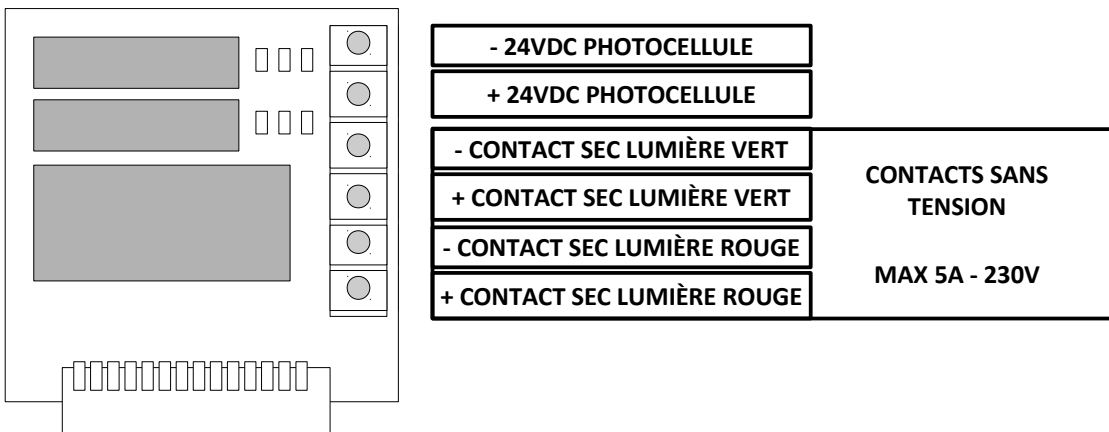 - 24VDC PHOTOCELLULE
+ 24VDC PHOTOCELLULE
- CONTACT SEC LUMIÈRE VERT
+ CONTACT SEC LUMIÈRE VERT
- CONTACT SEC LUMIÈRE ROUGE
+ CONTACT SEC LUMIÈRE ROUGE
CONTACTS SANS
TENSION
MAX 5A - 230V